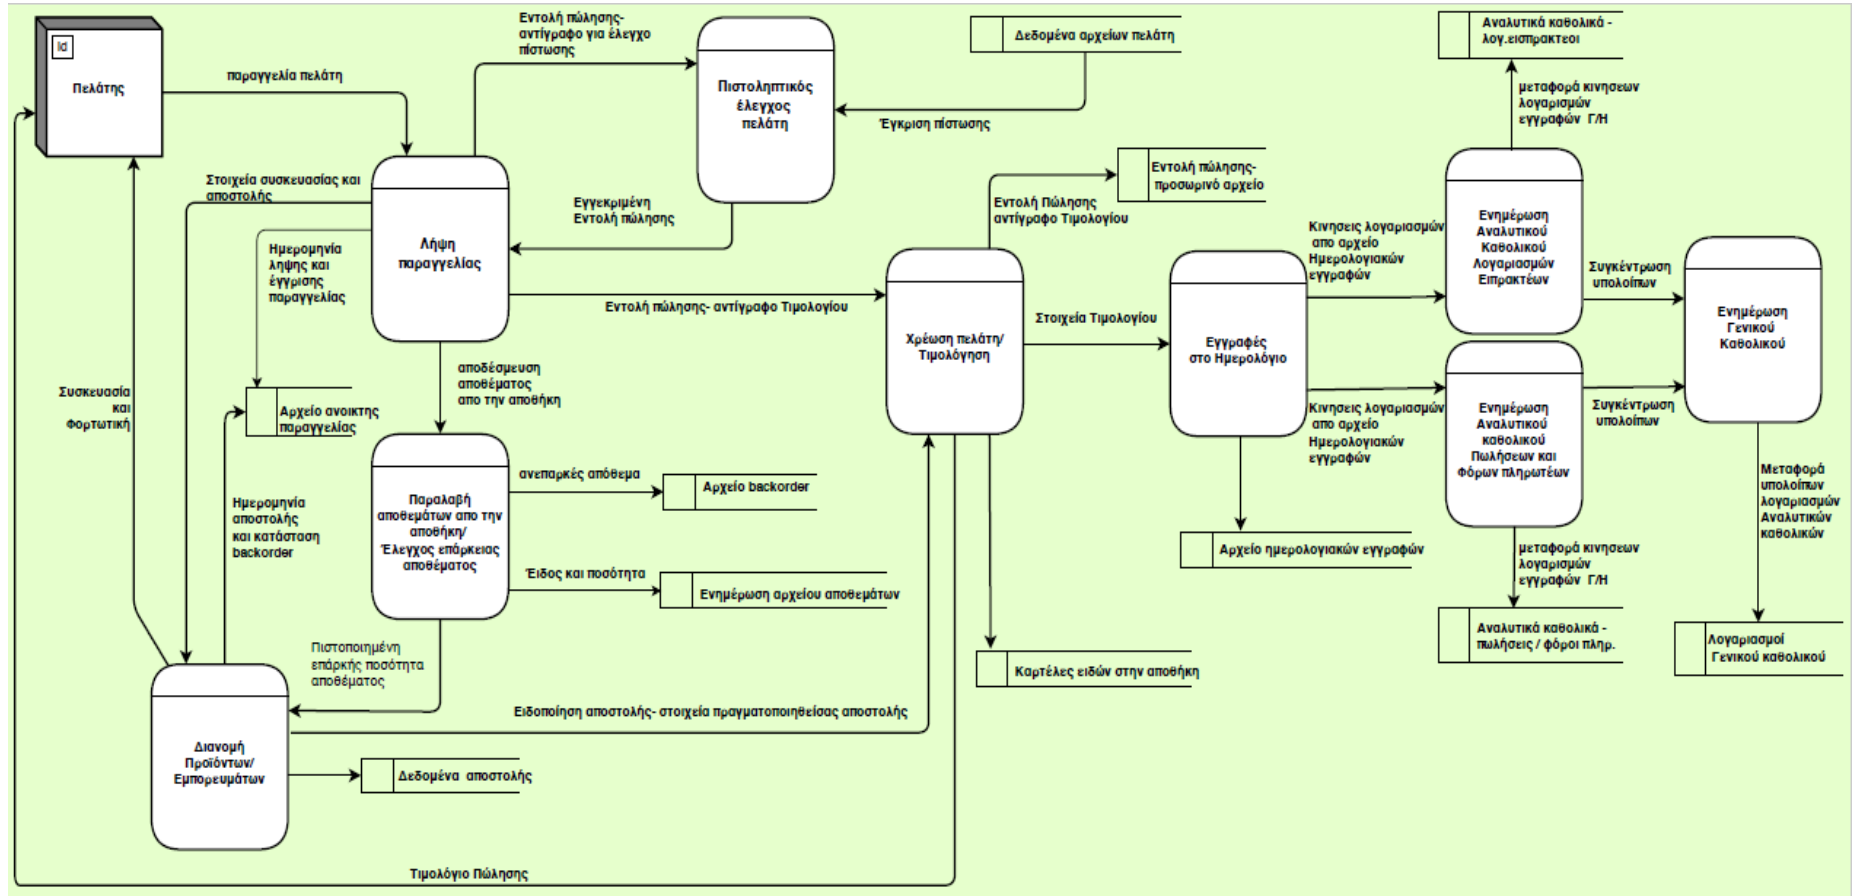 Id
Πελάτης
παραγγελία πελάτη
Εντολή πώλησης-
αντίγραφο για έλεγχο
πίστωσης
Πιστοληπτικός
έλεγχος
πελάτη
Δεδομένα αρχείων πελάτη
Έγκριση πίστωσης
Εγγεκριμένη
Εντολή πώλησης
Στοιχεία συσκευασίας και
αποστολής
Ημερομηνία
ληψης και
έγγρισης
παραγγελίας
Λήψη
παραγγελίας
Εντολή πώλησης- αντίγραφο Τιμολογίου
Εντολή Πώλησης
αντίγραφο Τιμολογίου
Εντολή πώλησης-
προσωρινό αρχείο
Χρέωση πελάτη/
Τιμολόγηση
Στοιχεία Τιμολογίου
Εγγραφές
στο Ημερολόγιο
Αναλυτικά καθολικά -
λογ.εισπρακτεοι
μεταφορά κινησεων
λογαρισμών
εγγραφών Γ/Η
Κινησεις λογαριασμών
απο αρχείο
Ημερολογιακών
εγγραφών
Ενημέρωση
Αναλυτικού
Καθολικού
Λογαριασμών
Ειπρακτέων
Συγκέντρωση
υπολοίπων
Ενημέρωση
Γενικού
Καθολικού
Κινησεις λογαριασμών
απο αρχείο
Ημερολογιακών
εγγραφών
Ενημέρωση
Αναλυτικού
καθολικού
Πωλήσεων και
Φόρων πληρωτέων
Συγκέντρωση
υπολοίπων
Συσκευασία
και
Φορτωτική
Αρχείο ανοικτης
παραγγελίας
αποδέσμευση
αποθέματος
απο την αποθήκη
Ημερομηνία
αποστολής
και κατάσταση
backorder
Παραλαβή
αποθεμάτων απο την
αποθήκη/
Έλεγχος επάρκειας
αποθέματος
ανεπαρκές απόθεμα
Αρχείο backorder
Έιδος και ποσότητα
Ενημέρωση αρχείου αποθεμάτων
Πιστοποιημένη
επάρκής ποσότητα
αποθέματος
Αρχείο ημερολογιακών εγγραφών
μεταφορά κινησεων
λογαρισμών
εγγραφών Γ/Η
Αναλυτικά καθολικά -
πωλήσεις / φόροι πληρ.
Μεταφορά
υπολοίπων
λογαριασμών
Αναλυτικών
καθολικών
Λογαριασμοί
Γενικού καθολικού
Καρτέλες ειδών στην αποθήκη
Ειδοποίηση αποστολής- στοιχεία πραγματοποιηθείσας αποστολής
Διανομή
Προϊόντων/
Εμπορευμάτων
Δεδομένα αποστολής
Τιμολόγιο Πώλησης